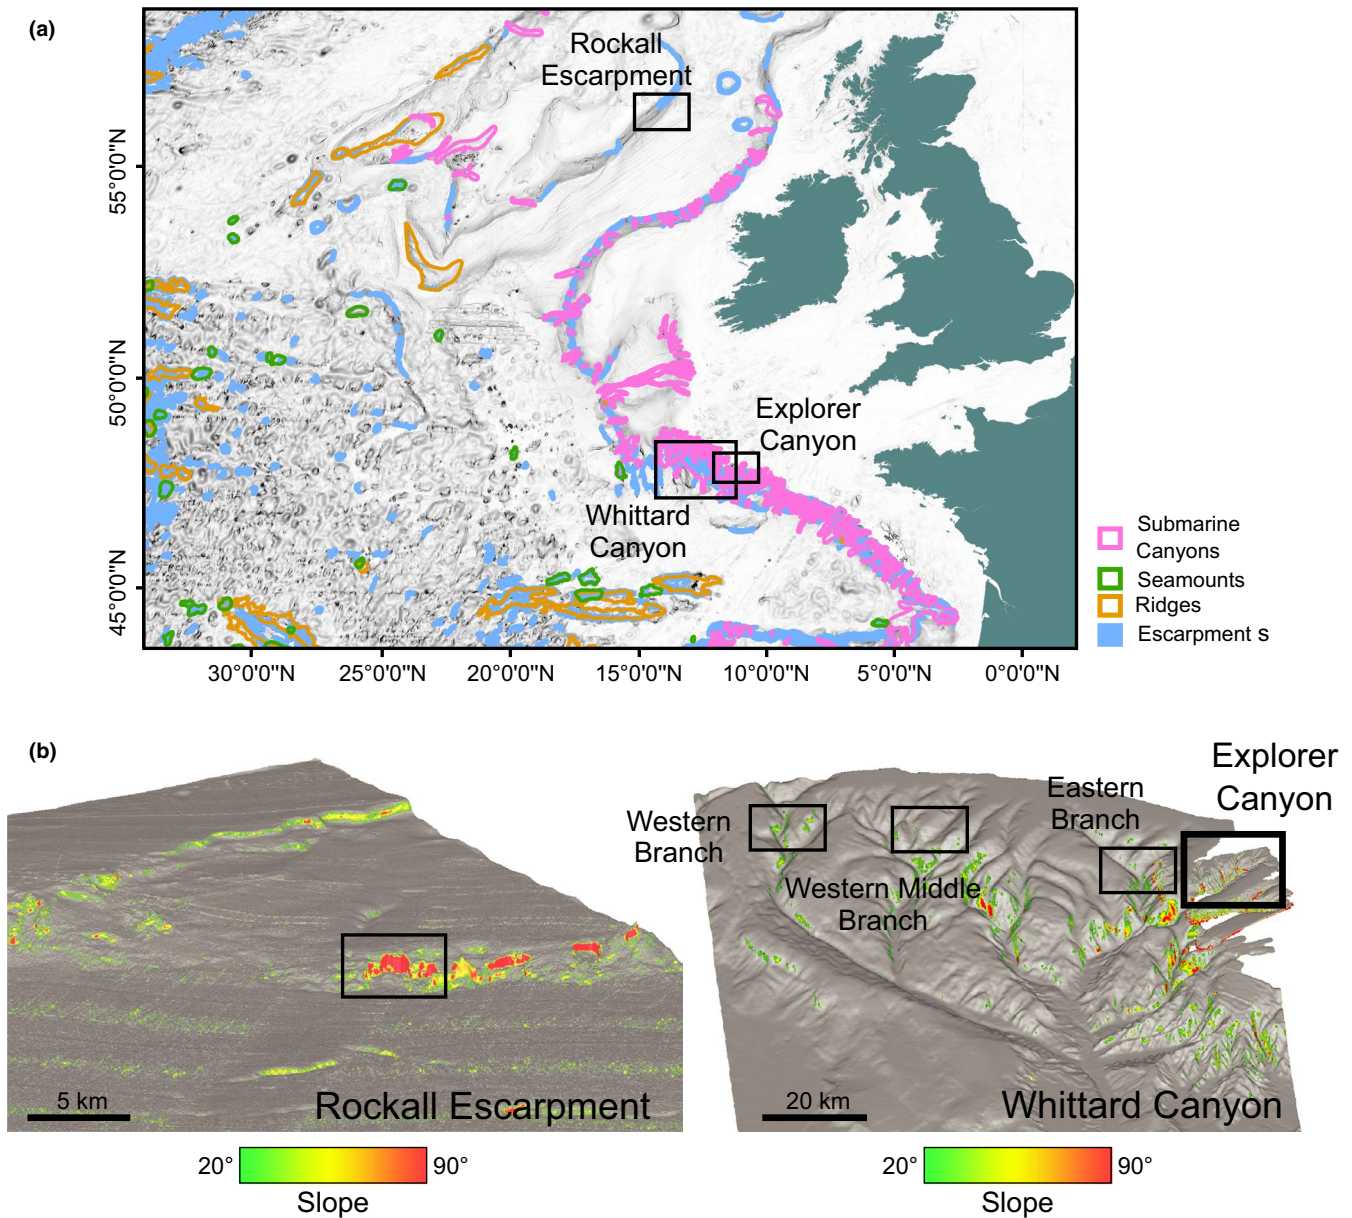 (a)
Rockall
Escarpment
55°0'0"N
50°0'0"N
45°0'0"N
Explorer
Canyon
Whittard
Canyon
30°0'0"N
25°0'0"N
20°0'0"N
15°0'0"N
10°0'0"N
5°0'0"N
0°0'0"N
Submarine
Canyons
Seamounts
Ridges
Escarpment s
(b)
5 km
Rockall Escarpment
20°
90°
Slope
Western
Branch
Western Middle
Branch
Eastern
Branch
Explorer
Canyon
20 km
Whittard Canyon
20°
90°
Slope